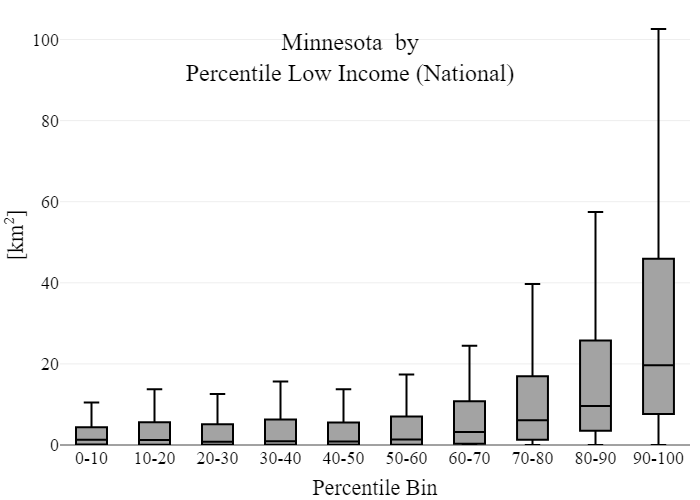 Minnesota by
Percentile Low Income (National)
100
80
60
40
20
0
[km²]
0-10 10-20 20-30 30-40 40-50 50-60 60-70 70-80 80-90 90-100
Percentile Bin